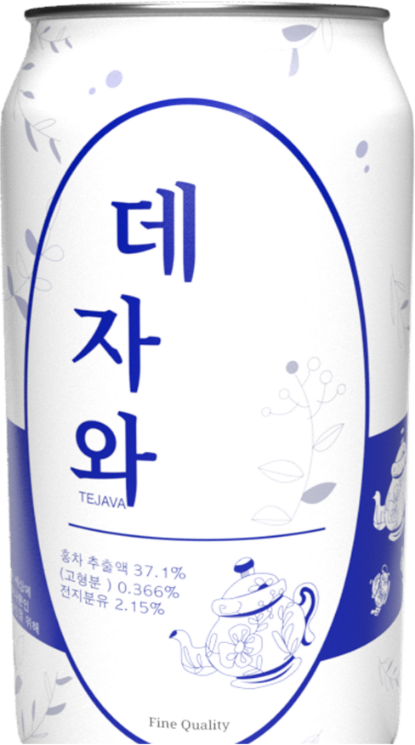 데
자
와
TEJAVA
홍차 추출액 37.1%
(고형분 ) 0.366%
전지분유 2.15%
Fine Quality